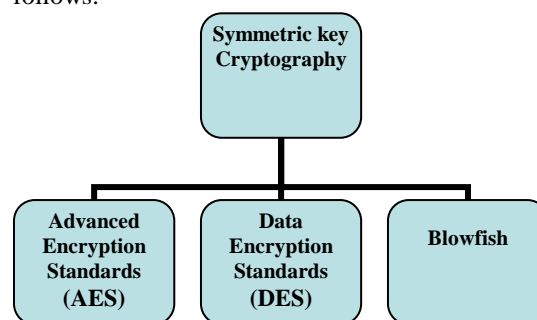 follows:
Symmetric key
Cryptography
Advanced
Encryption
Standards
(AES)
Data
Encryption
Standards
(DES)
Blowfish